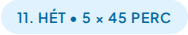 11. HÉT • 5 × 45 PERC